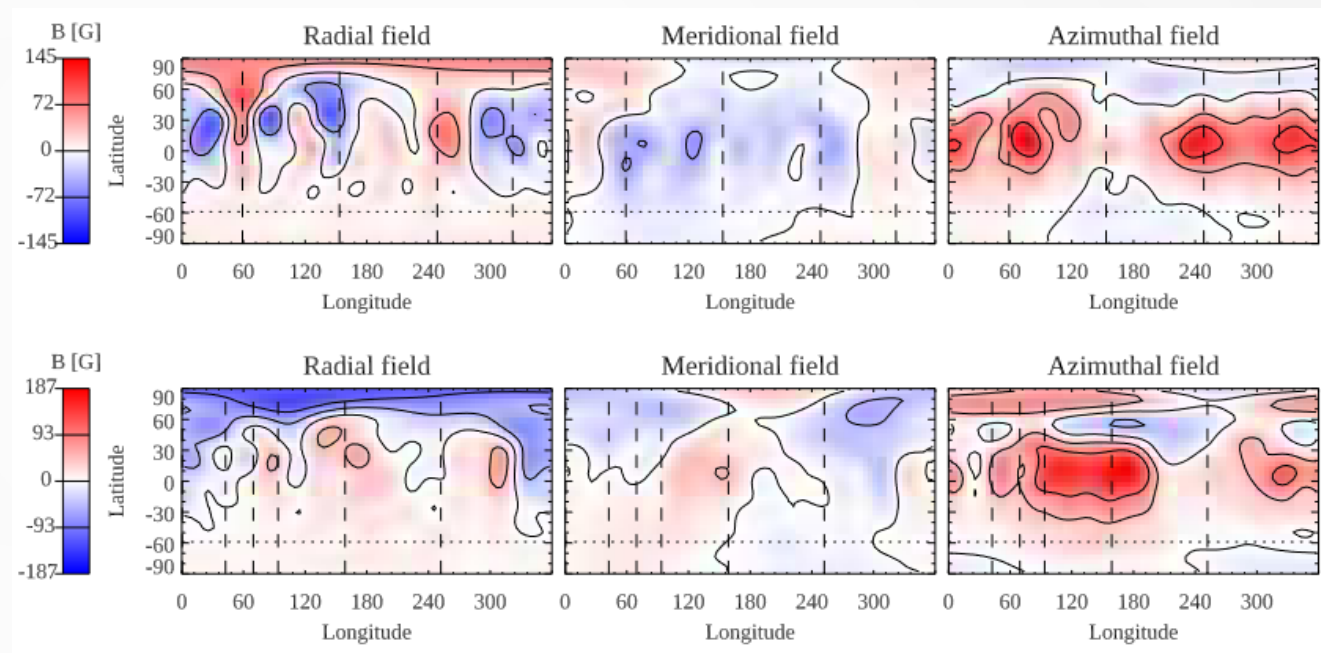 B [G]
Radial field
Meridional field
Azimuthal field
145
72
0
-72
-145
Latitude
90
60
30
0
-30
-60
-90
0 60 120 180 240 300
0 60 120 180 240 300
0 60 120 180 240 300
Longitude
Longitude
Longitude
B [G]
Radial field
Meridional field
Azimuthal field
187
93
0
-93
-187
Latitude
90
60
30
0
-30
-60
-90
0 60 120 180 240 300
0 60 120 180 240 300
0 60 120 180 240 300
Longitude
Longitude
Longitude